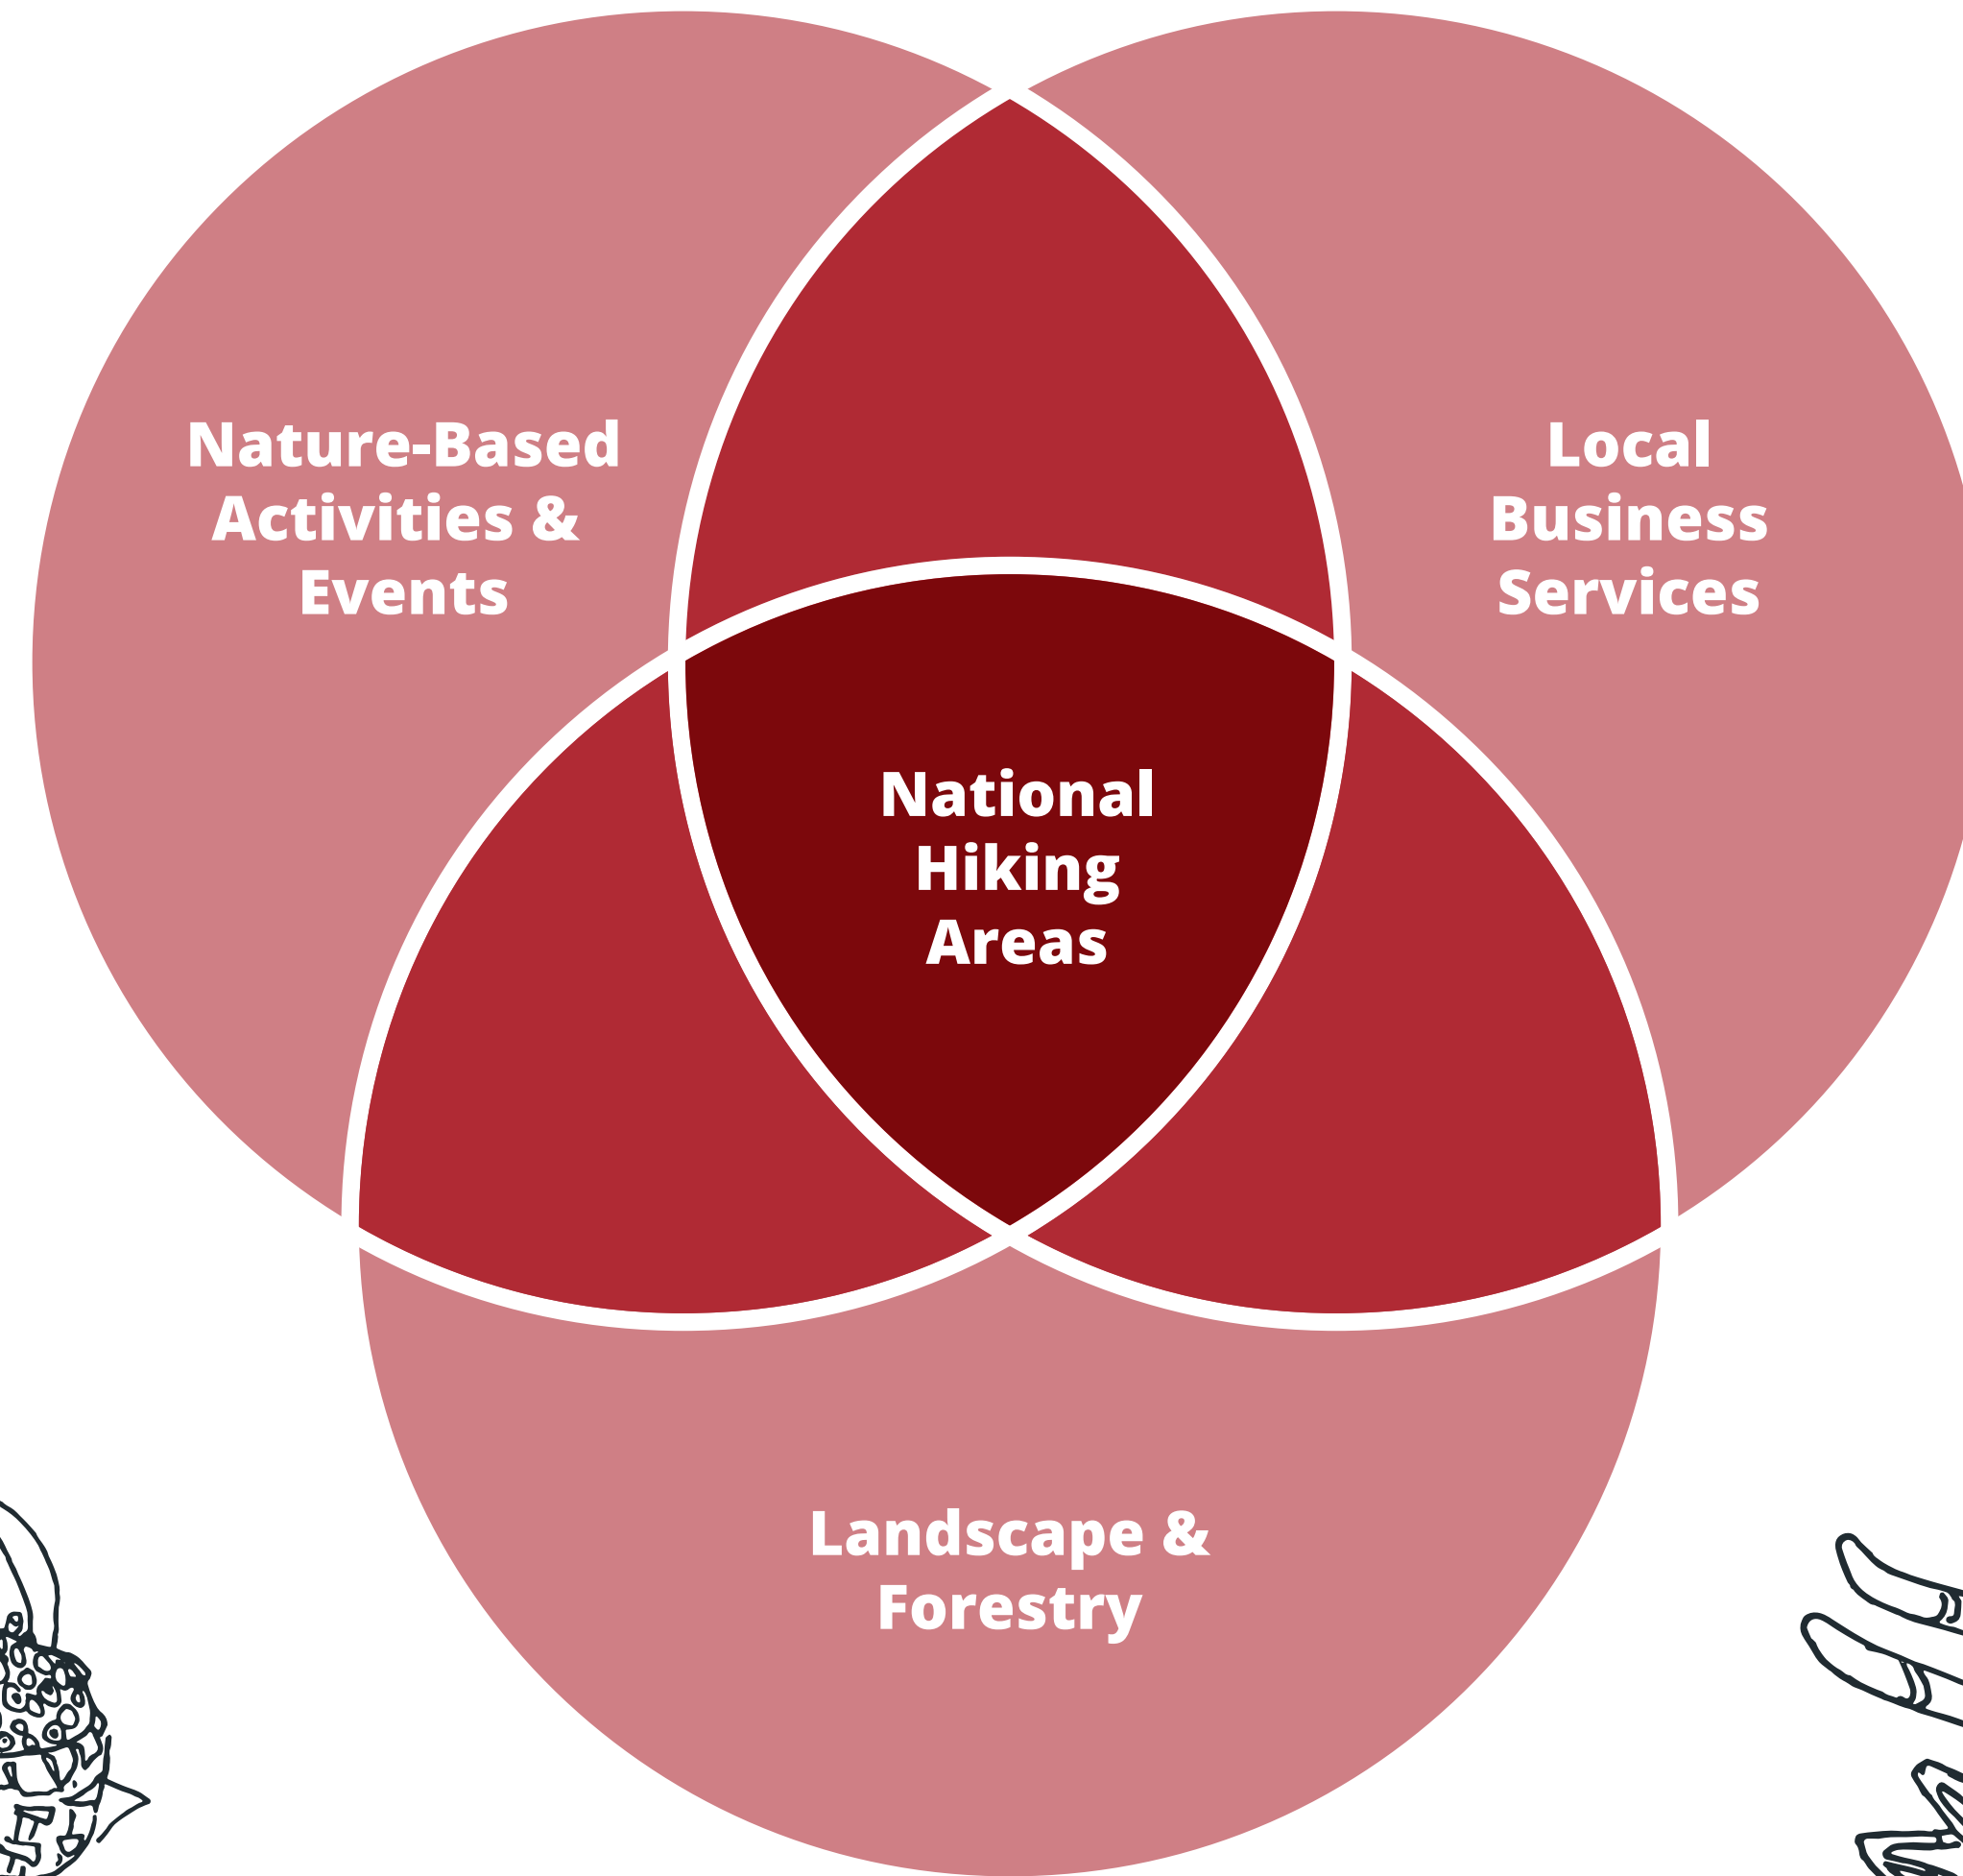 Nature-Based
Activities &
Events
Local
Business
Services
National
Hiking
Areas
Landscape &
Forestry